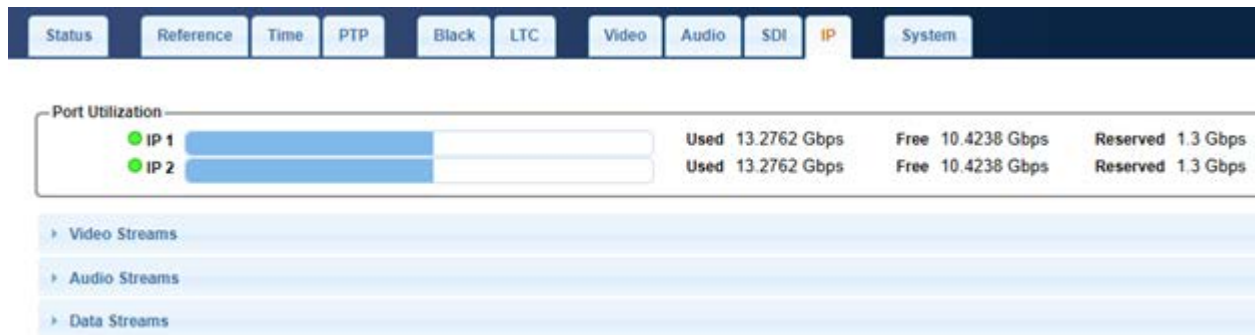 Status Reference Time PTP Black LTC Video Audio SDI IP System
Port Utilization
IP 1 Used 13.2762 Gbps Free 10.4238 Gbps Reserved 1.3 Gbps
IP 2 Used 13.2762 Gbps Free 10.4238 Gbps Reserved 1.3 Gbps
Video Streams
Audio Streams
Data Streams